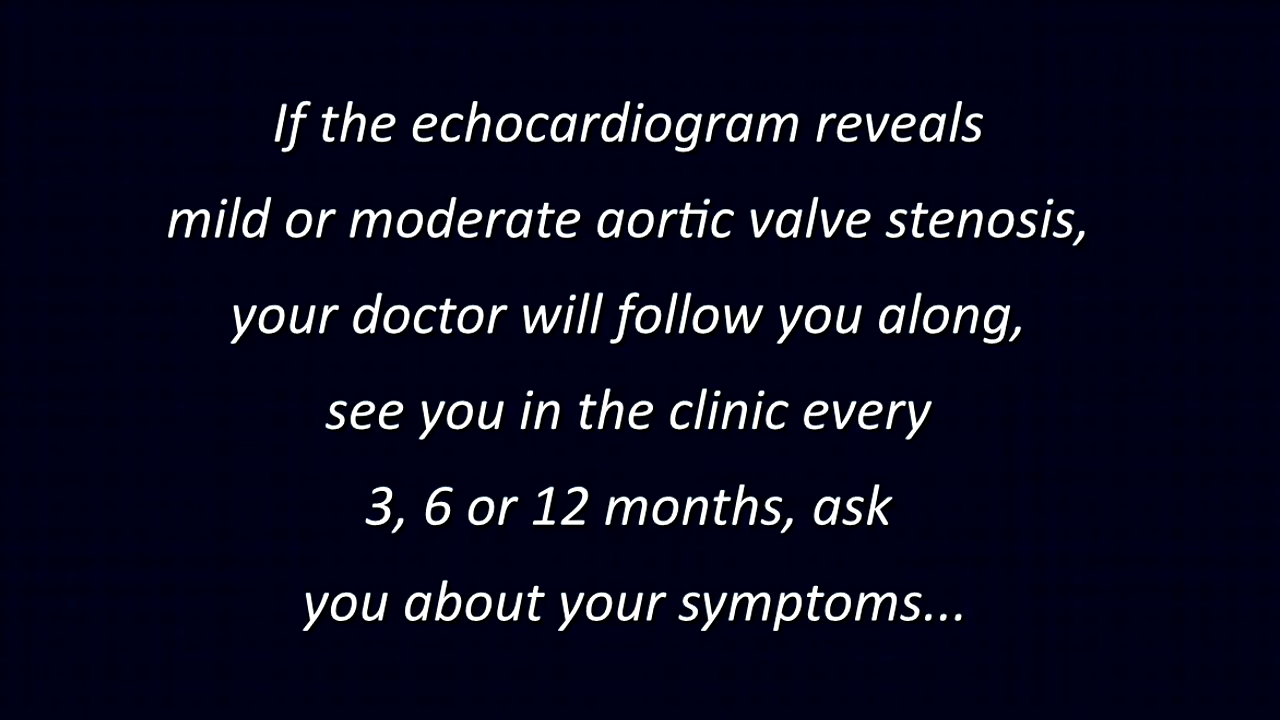 If the echocardiogram reveals
mild or moderate aortic valve stenosis,
your doctor will follow you along,
see you in the clinic every
3, 6 or 12 months, ask
you about your symptoms...